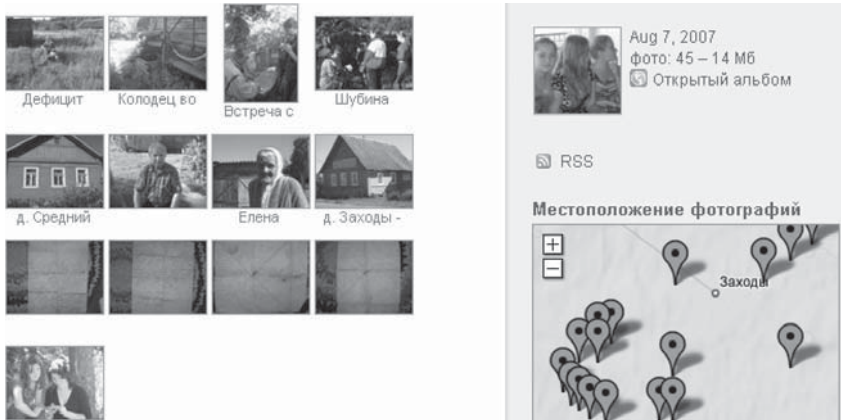 Дефицит
Колодец во
Встреча с
Шубина
д. Средний
Елена
д. Заходы -
Aug 7, 2007
фото: 45 – 14 Мб
Открытый альбом
RSS
Местоположение фотографий
+
−
Заходы